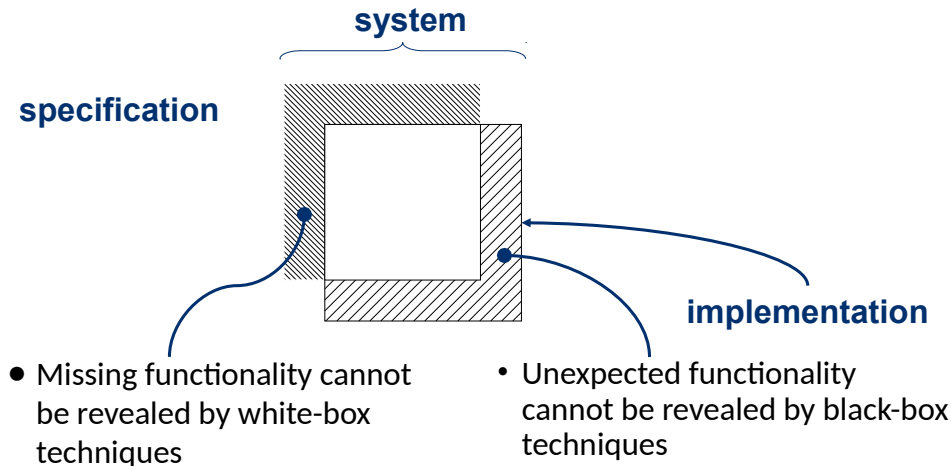 system
specification
implementation
● Missing functionality cannot
be revealed by white-box
techniques
• Unexpected functionality
cannot be revealed by black-box
techniques